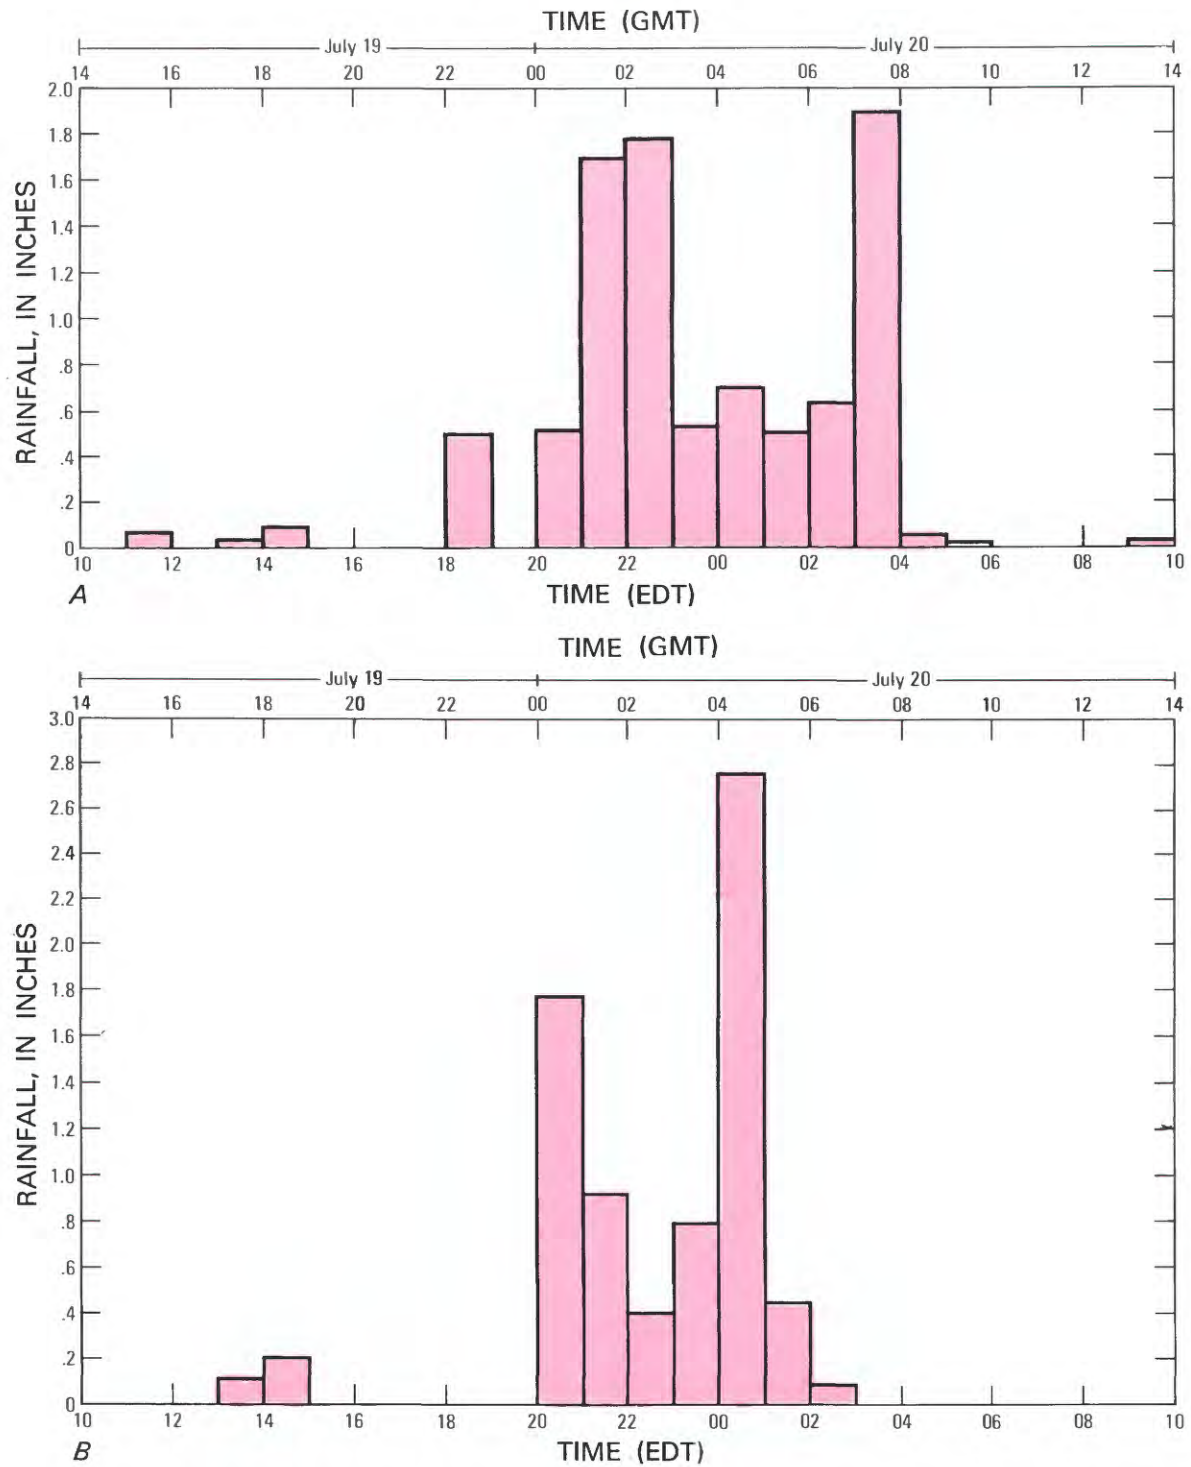 TIME (GMT)
July 19 July 20
14 16 18 20 22 00 02 04 06 08 10 12 14
2.0
1.8
1.6
1.4
1.2
1.0
.8
.6
.4
.2
0
RAINFALL, IN INCHES
10 12 14 16 18 20 22 00 02 04 06 08 10
A TIME (EDT)
TIME (GMT)
July 19 July 20
14 16 18 20 22 00 02 04 06 08 10 12 14
3.0
2.8
2.6
2.4
2.2
2.0
1.8
1.6
1.4
1.2
1.0
.8
.6
.4
.2
0
RAINFALL, IN INCHES
10 12 14 16 18 20 22 00 02 04 06 08 10
B TIME (EDT)